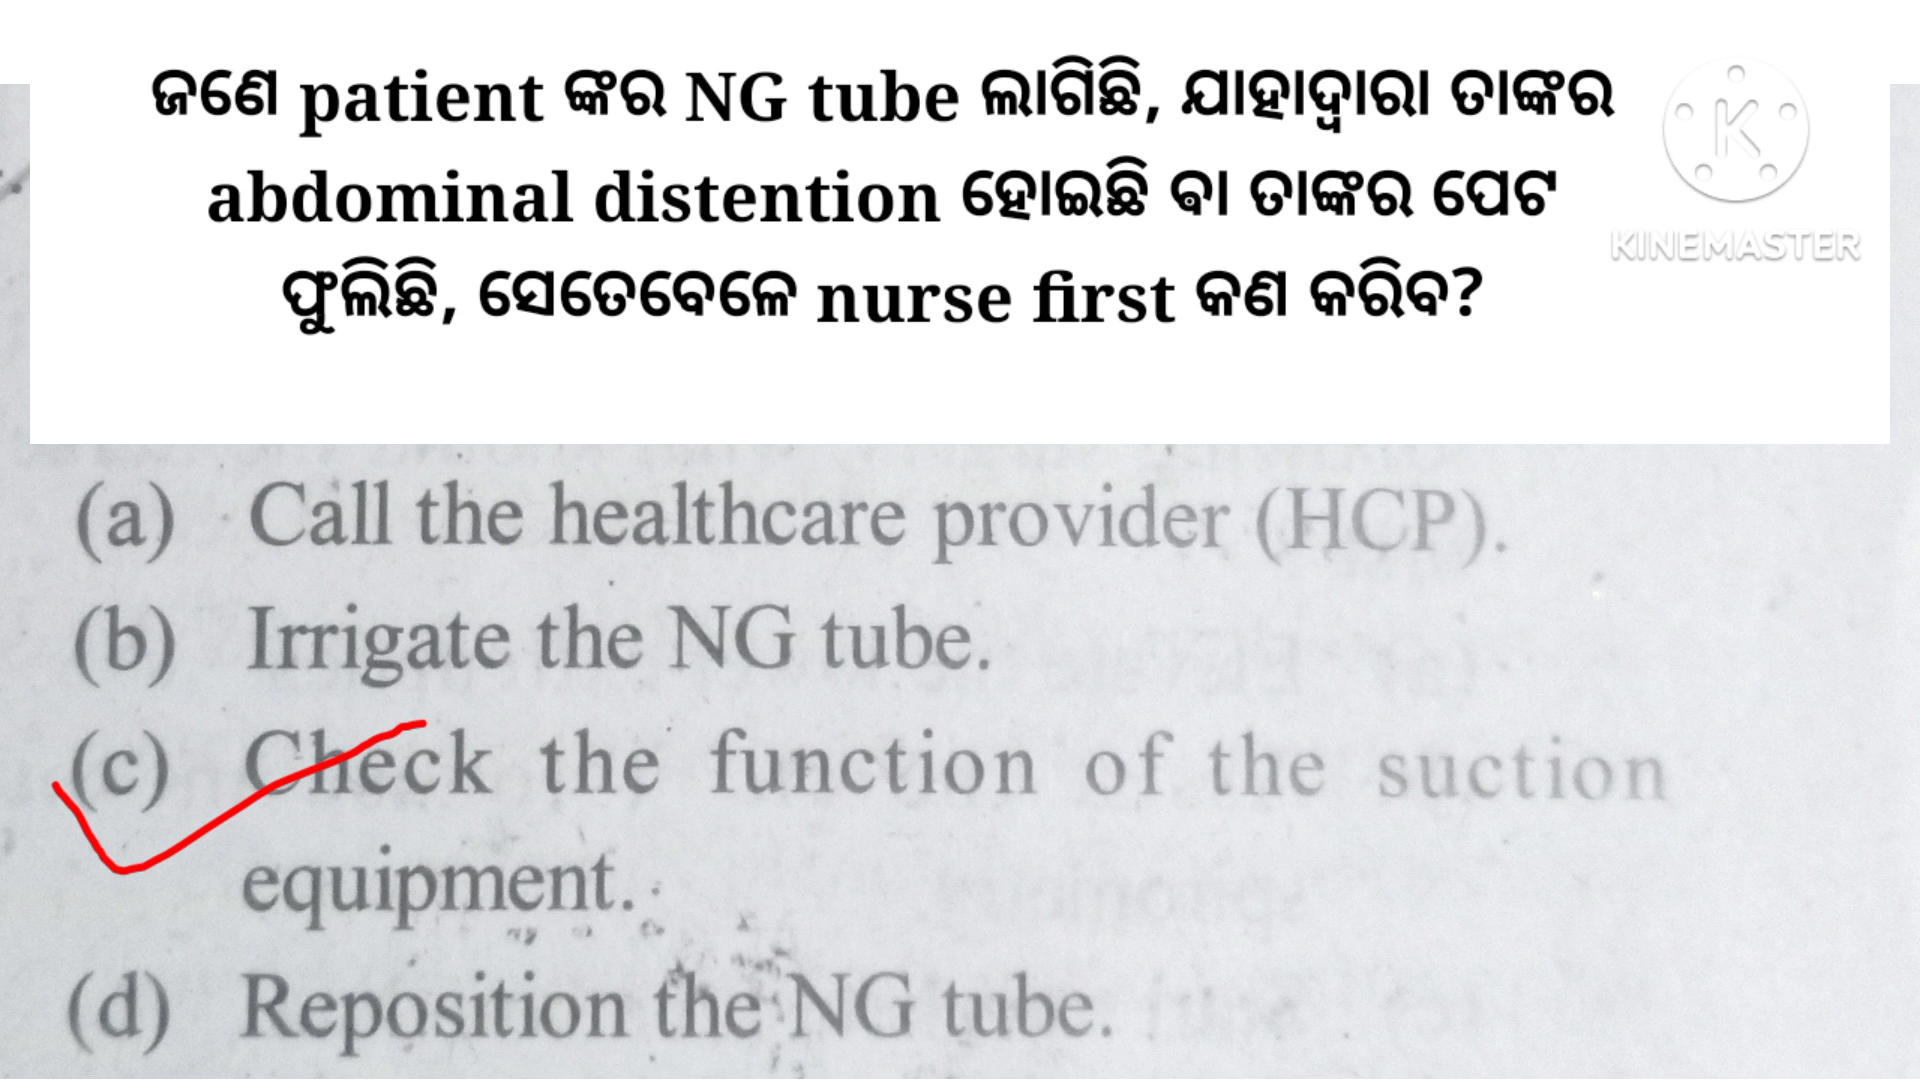 ଜଣେ patient ଙ୍କର NG tube ଲାଗିଛି, ଯାହାଦ୍ୱାରା ତାଙ୍କର
abdominal distention ହୋଇଛି ଵା ତାଙ୍କର ପେଟ
ଫୁଲିଛି, ସେତେବେଳେ nurse first କଣ କରିବ?
KINEMASTER
(a) Call the healthcare provider (HCP).
(b) Irrigate the NG tube.
(c) Check the function of the suction
equipment.
(d) Reposition the NG tube.